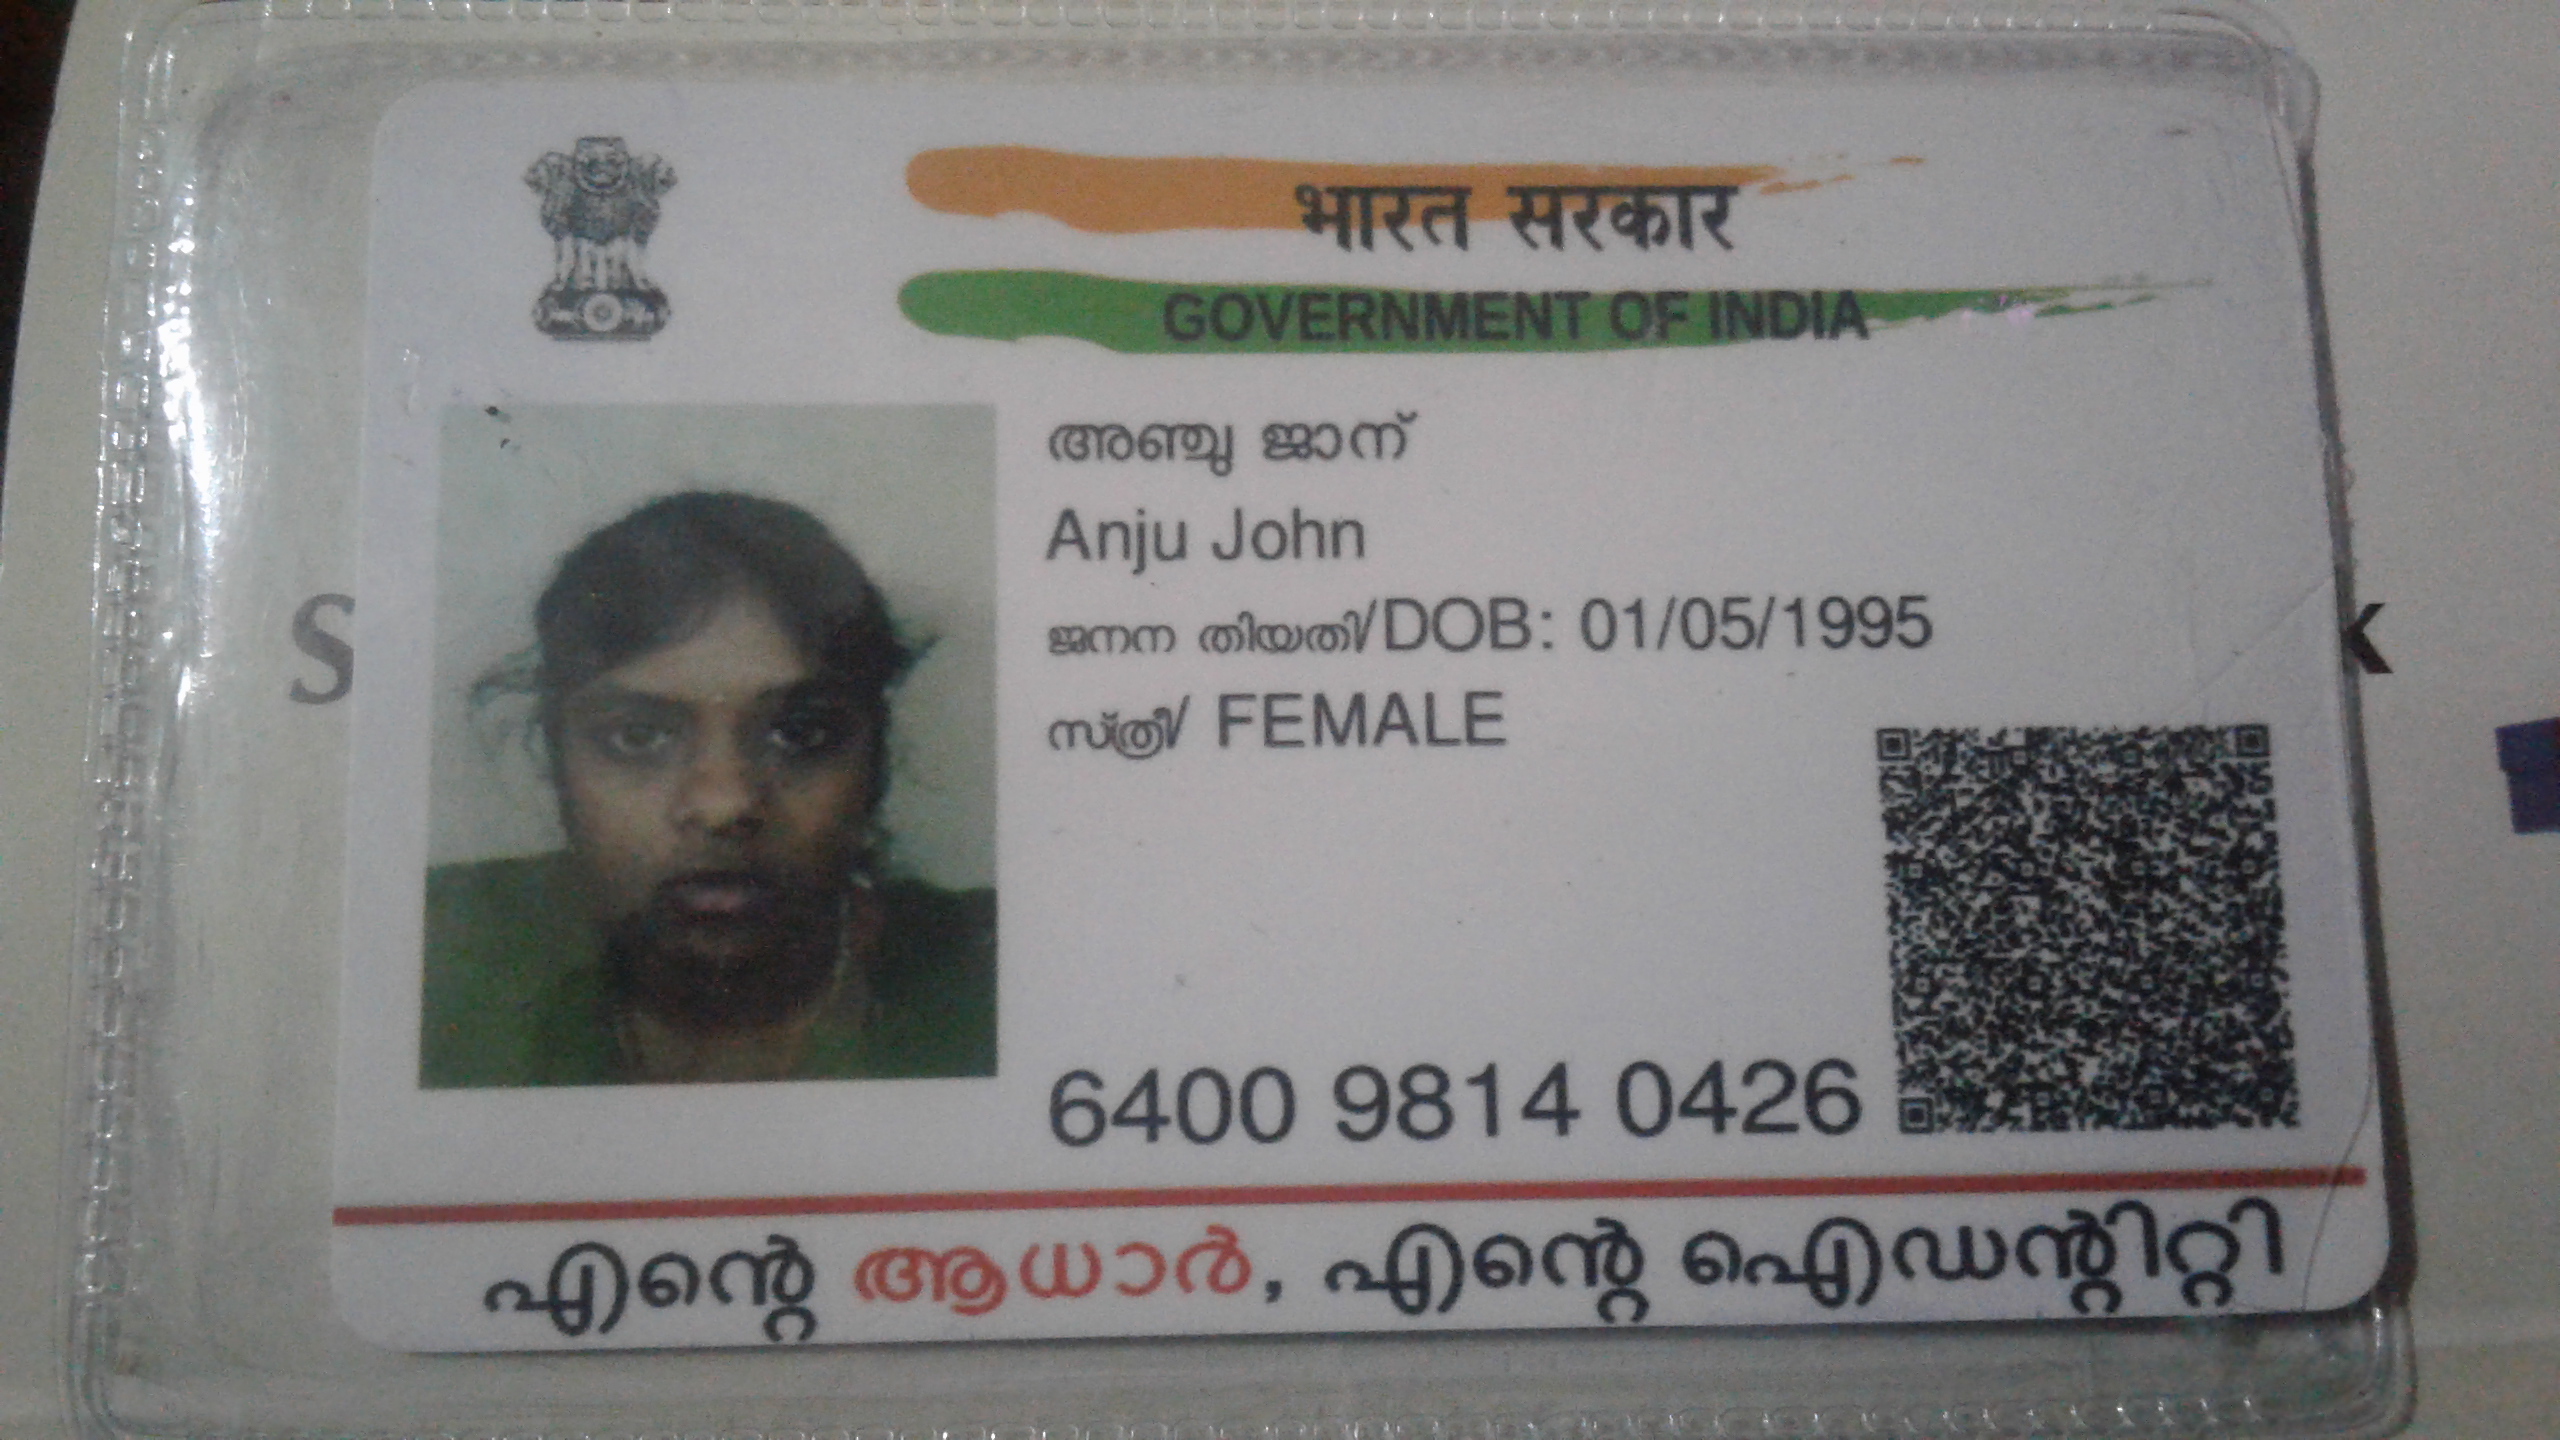 भारत सरकार
GOVERNMENT OF INDIA
അഞ്ജു ജോൺ
Anju John
ജനന തീയതി/DOB: 01/05/1995
സ്ത്രീ/ FEMALE
6400 9814 0426
എന്റെ ആധാർ, എന്റെ ഐഡന്റിറ്റി
S
K